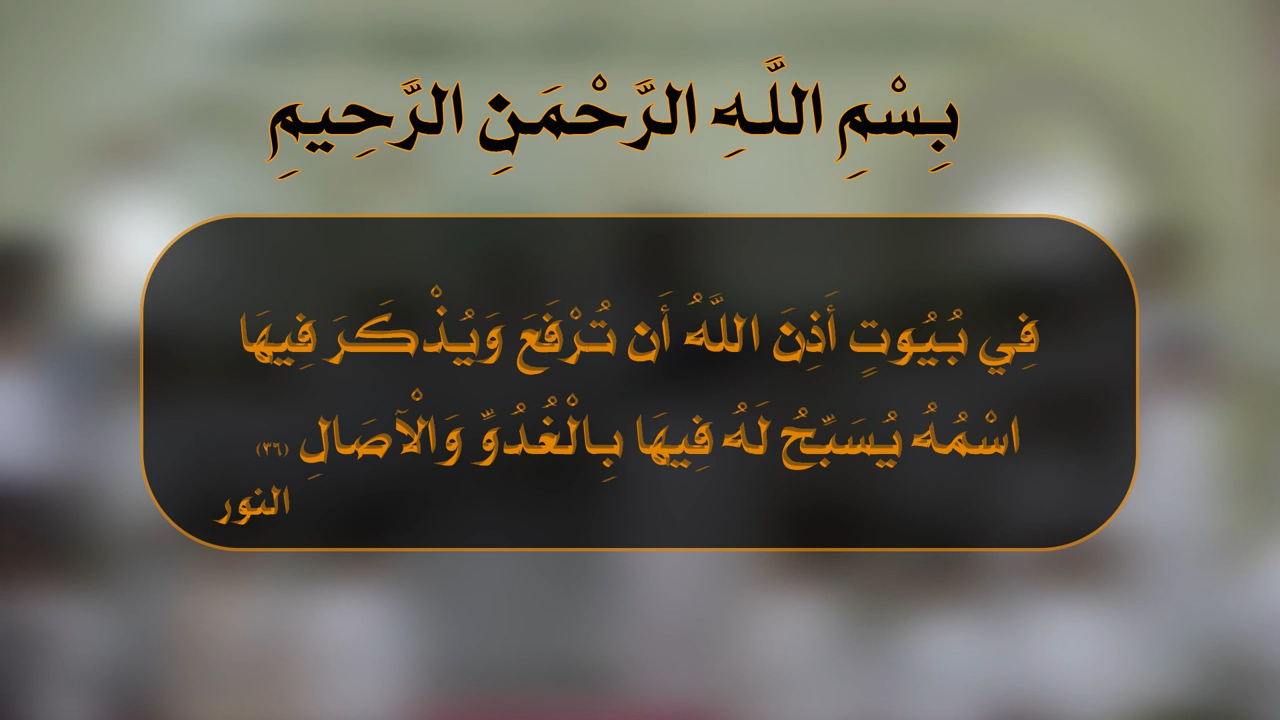 بِسْمِ اللَّهِ الرَّحْمَنِ الرَّحِيمِ
فِي بُيُوتٍ أَذِنَ اللَّهُ أَن تُرْفَعَ وَيُذْكَرَ فِيهَا
اسْمُهُ يُسَبِّحُ لَهُ فِيهَا بِالْغُدُوِّ وَالْآصَالِ (٣٦)
النور